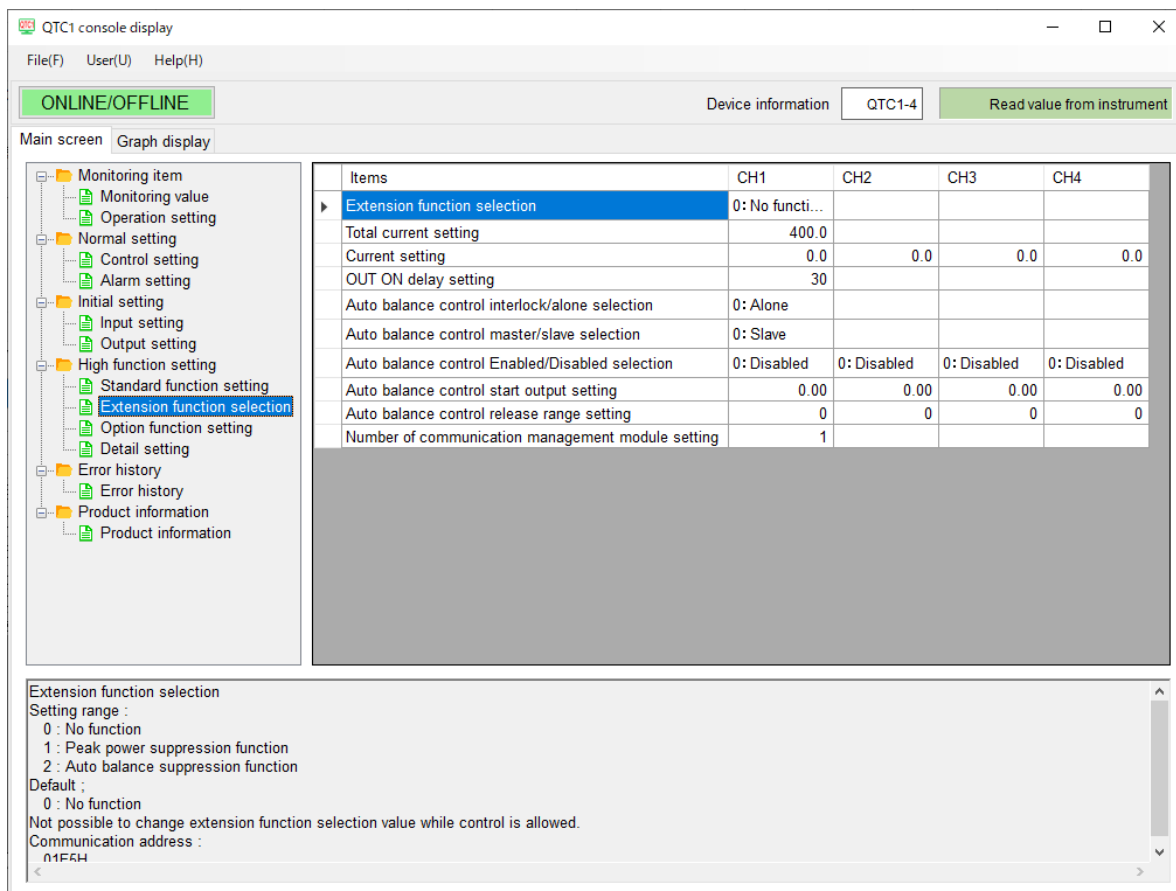 QTC1 console display
File(F) User(U) Help(H)
ONLINE/OFFLINE Device information QTC1-4 Read value from instrument
Main screen Graph display
Monitoring item
Monitoring value
Operation setting
Normal setting
Control setting
Alarm setting
Initial setting
Input setting
Output setting
High function setting
Standard function setting
Extension function selection
Option function setting
Detail setting
Error history
Error history
Product information
Product information
Items CH1 CH2 CH3 CH4
Extension function selection 0: No functi...
Total current setting 400.0
Current setting 0.0 0.0 0.0 0.0
OUT ON delay setting 30
Auto balance control interlock/alone selection 0: Alone
Auto balance control master/slave selection 0: Slave
Auto balance control Enabled/Disabled selection 0: Disabled 0: Disabled 0: Disabled 0: Disabled
Auto balance control start output setting 0.00 0.00 0.00 0.00
Auto balance control release range setting 0 0 0 0
Number of communication management module setting 1
Extension function selection
Setting range :
0 : No function
1 : Peak power suppression function
2 : Auto balance suppression function
Default ;
0 : No function
Not possible to change extension function selection value while control is allowed.
Communication address :